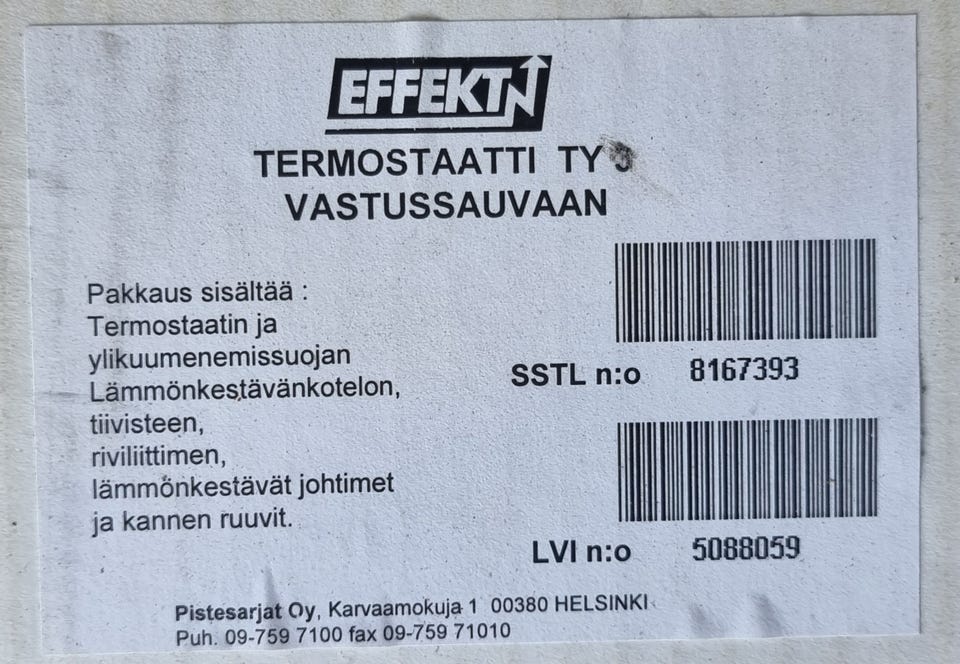 EFFEKT
TERMOSTAATTI TY
VASTUSSAUVAAN
Pakkaus sisältää :
Termostaatin ja
ylikuumenemissuojan
Lämmönkestävänkotelon,
tiivisteen,
riviliittimen,
lämmönkestävät johtimet
ja kannen ruuvit.
SSTL n:o 8167393
LVI n:o 5088059
Pistesarjat Oy, Karvaamokuja 1 00380 HELSINKI
Puh. 09-759 7100 fax 09-759 71010